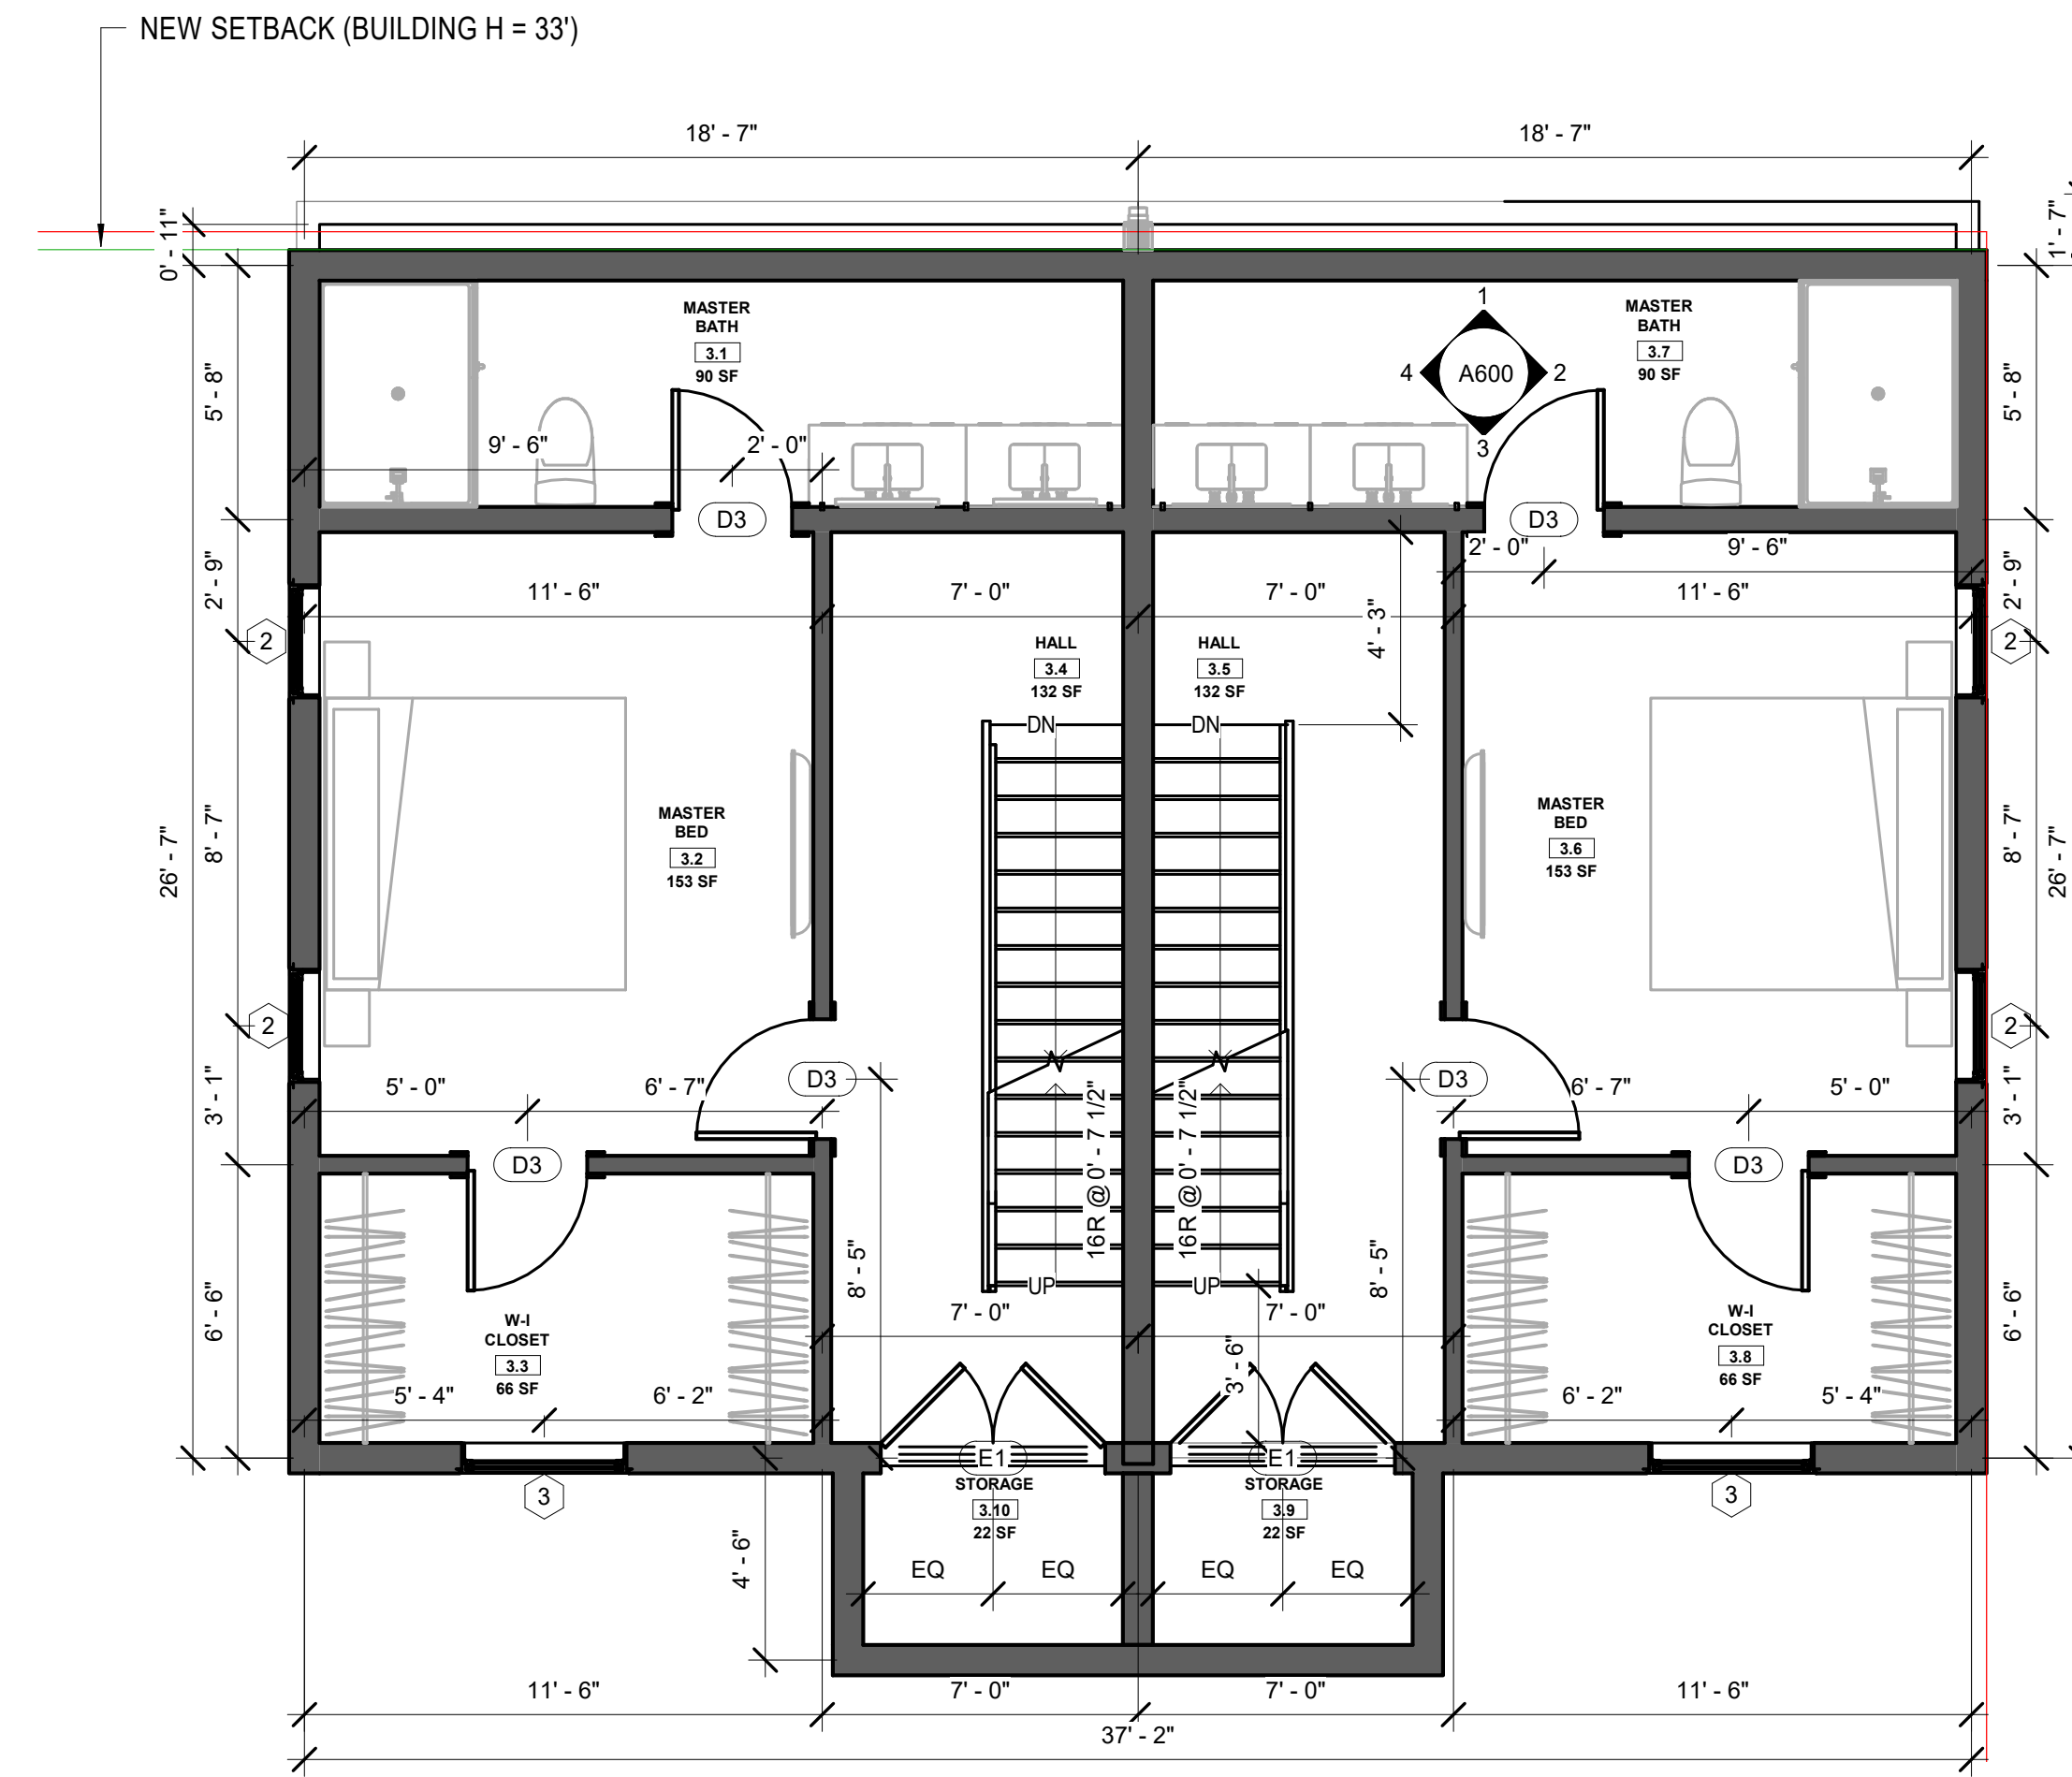 NEW SETBACK (BUILDING H = 33')
18' - 7"
18' - 7"
0' - 11"
1' - 7"
MASTER
BATH
3.1
90 SF
1
4
A600
2
3
MASTER
BATH
3.7
90 SF
5' - 8"
5' - 8"
9' - 6"
2' - 0"
D3
D3
2' - 0"
9' - 6"
2' - 9"
2' - 9"
11' - 6"
7' - 0"
7' - 0"
11' - 6"
4' - 3"
2
2
HALL
3.4
132 SF
HALL
3.5
132 SF
DN
DN
MASTER
BED
3.2
153 SF
MASTER
BED
3.6
153 SF
26' - 7"
8' - 7"
8' - 7"
26' - 7"
2
2
D3
D3
5' - 0"
6' - 7"
6' - 7"
5' - 0"
3' - 1"
3' - 1"
16R @ 0' - 7 1/2"
16R @ 0' - 7 1/2"
D3
D3
8' - 5"
8' - 5"
UP
UP
6' - 6"
6' - 6"
7' - 0"
7' - 0"
W-I
CLOSET
3.3
66 SF
W-I
CLOSET
3.8
66 SF
3' - 6"
5' - 4"
6' - 2"
6' - 2"
5' - 4"
E1
E1
STORAGE
3.10
22 SF
STORAGE
3.9
22 SF
3
3
4' - 6"
EQ
EQ
EQ
EQ
11' - 6"
7' - 0"
7' - 0"
11' - 6"
37' - 2"